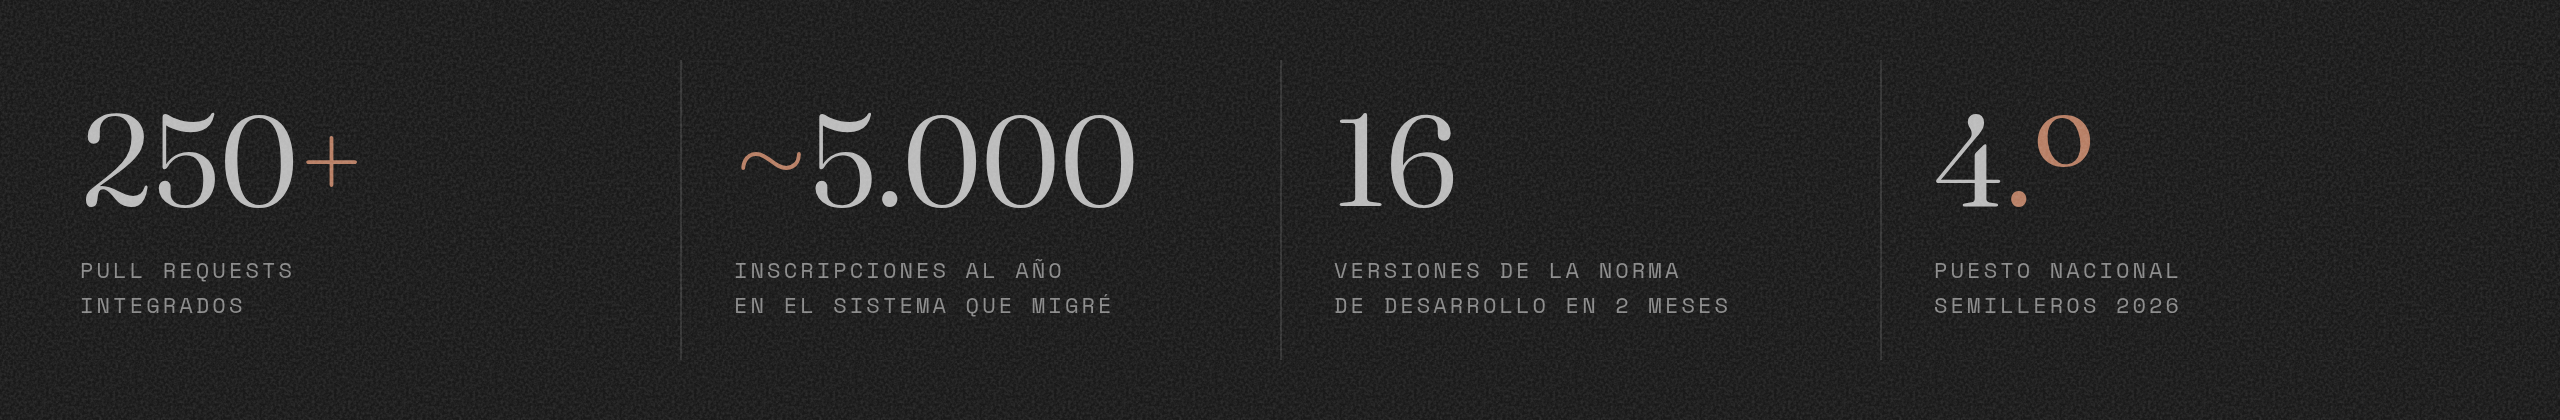 250+
PULL REQUESTS
INTEGRADOS
~5.000
INSCRIPCIONES AL AÑO
EN EL SISTEMA QUE MIGRÉ
16
VERSIONES DE LA NORMA
DE DESARROLLO EN 2 MESES
4.º
PUESTO NACIONAL
SEMILLEROS 2026